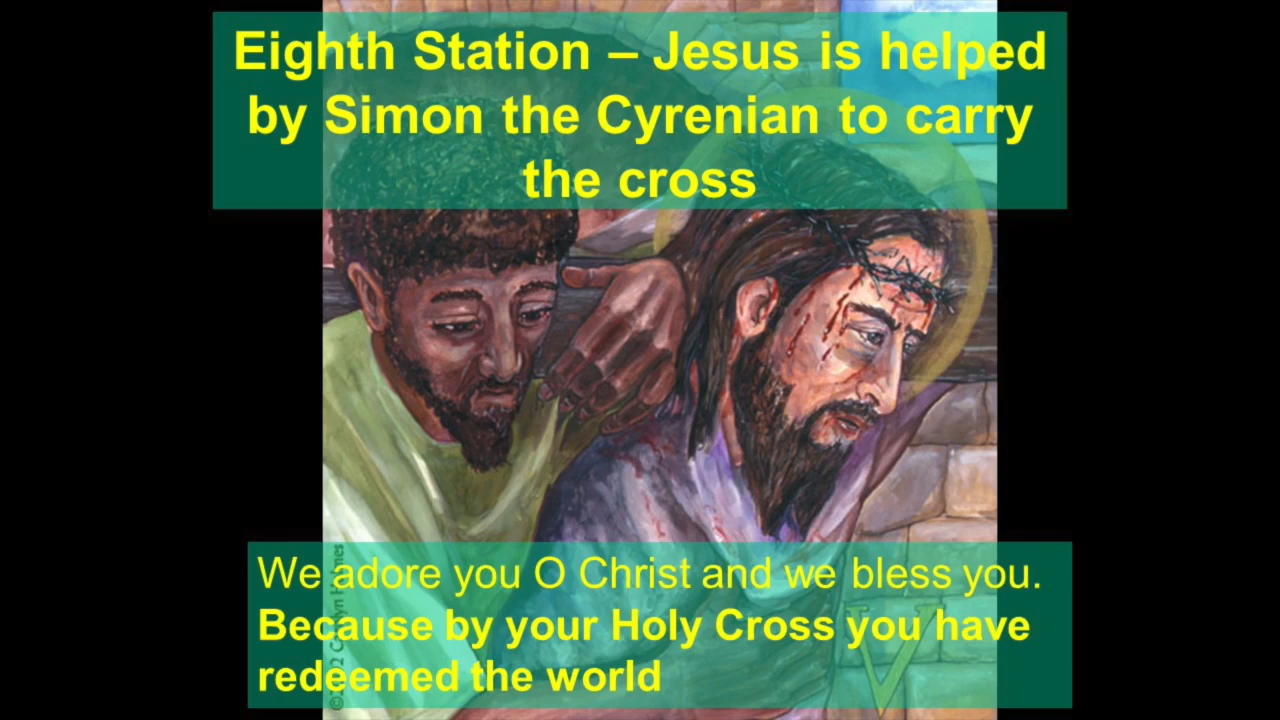 Eighth Station – Jesus is helped
by Simon the Cyrenian to carry
the cross
We adore you O Christ and we bless you.
Because by your Holy Cross you have
redeemed the world
V